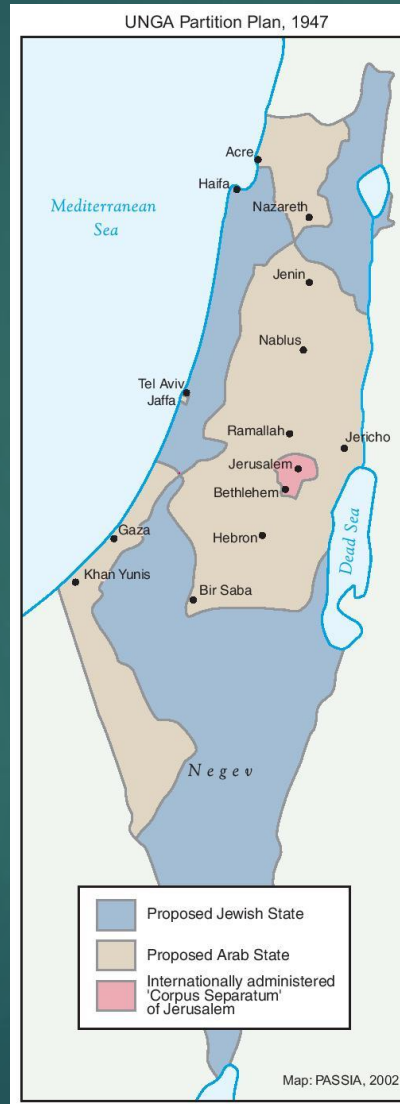 UNGA Partition Plan, 1947
Acre
Haifa
Mediterranean
Sea
Nazareth
Jenin
Nablus
Tel Aviv
Jaffa
Ramallah
Jericho
Jerusalem
Bethlehem
Gaza
Hebron
Dead Sea
Khan Yunis
Bir Saba
Negev
Proposed Jewish State
Proposed Arab State
Internationally administered
'Corpus Separatum'
of Jerusalem
Map: PASSIA, 2002